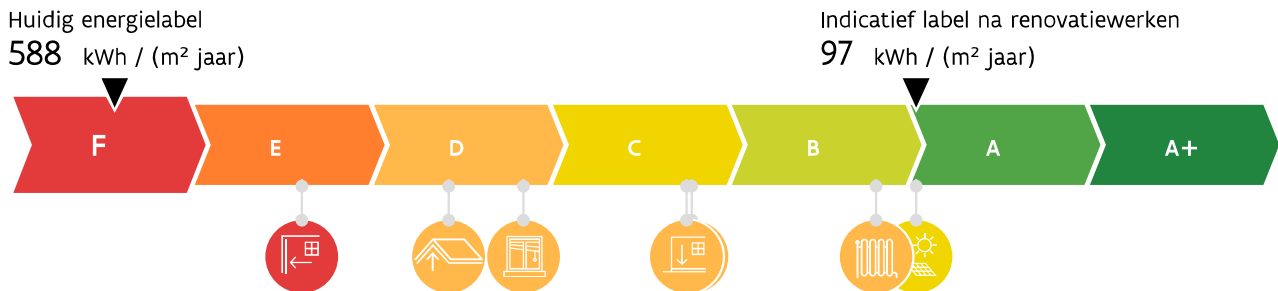 Huidig energielabel
588 kWh / (m² jaar)
Indicatief label na renovatiewerken
97 kWh / (m² jaar)
F E D C B A A+